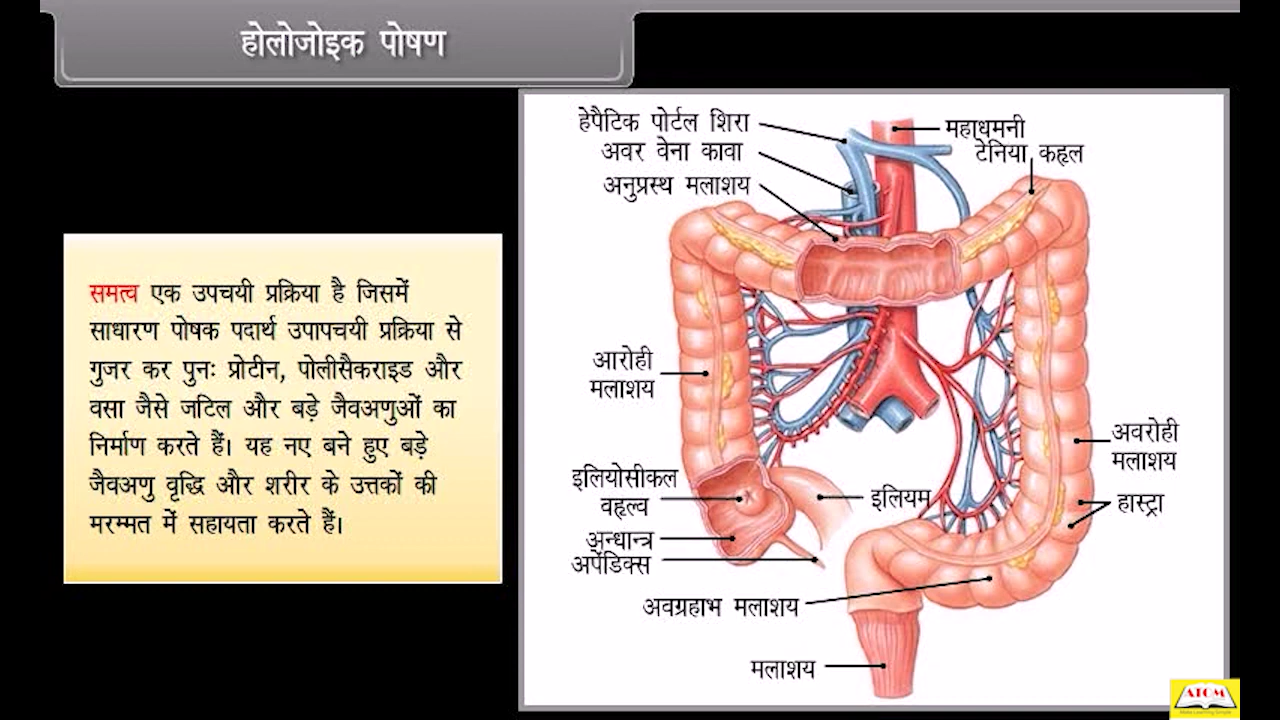 होलोजोइक पोषण
समत्व एक उपचयी प्रक्रिया है जिसमें
साधारण पोषक पदार्थ उपापचयी प्रक्रिया से
गुजर कर पुनः प्रोटीन, पोलीसैकराइड और
वसा जैसे जटिल और बड़े जैवअणुओं का
निर्माण करते हैं। यह नए बने हुए बड़े
जैवअणु वृद्धि और शरीर के उत्तकों की
मरम्मत में सहायता करते हैं।
हेपैटिक पोर्टल शिरा
अवर वेना कावा
अनुप्रस्थ मलाशय
महाधमनी
टेनिया कहृल
आरोही
मलाशय
इलियोसीकल
वहृल्व
अन्धान्त्र
अपेंडिक्स
इलियम
अवरोही
मलाशय
हास्ट्रा
अवग्रहाभ मलाशय
मलाशय
ATOM